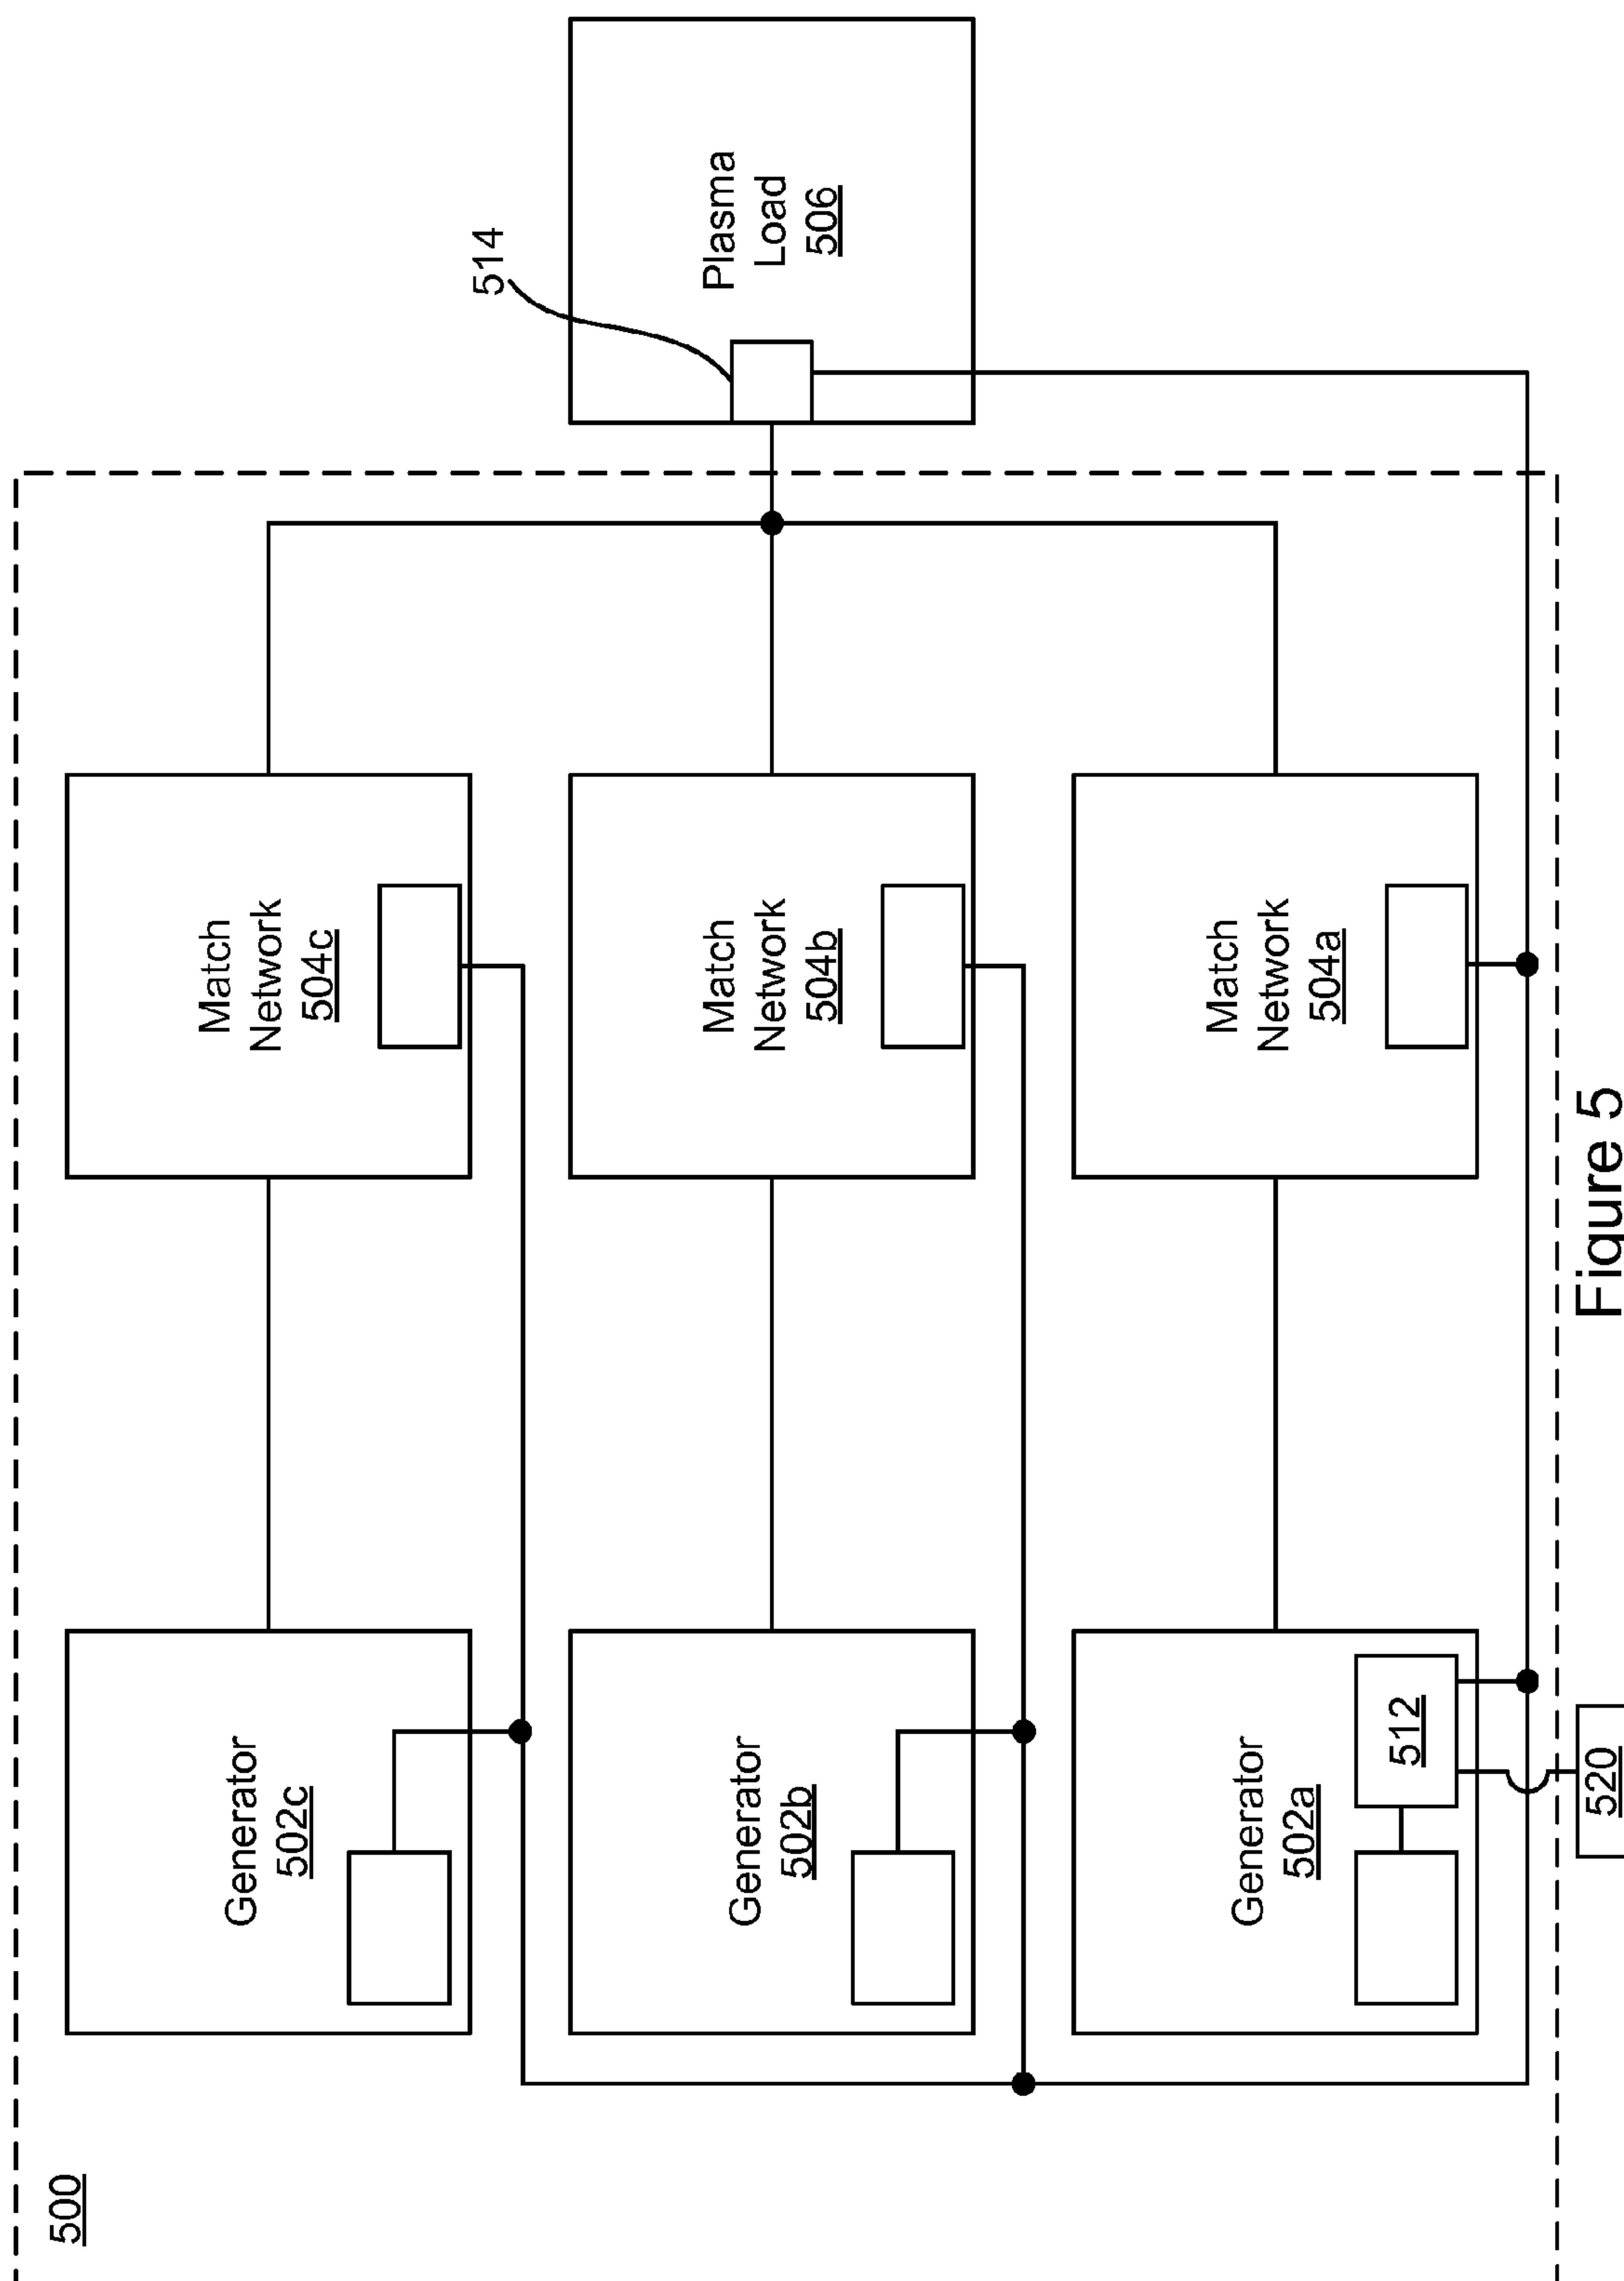 500
Generator
502c
Match
Network
504c
Generator
502b
Match
Network
504b
514
Plasma
Load
506
Generator
502a
512
Match
Network
504a
520
Figure 5